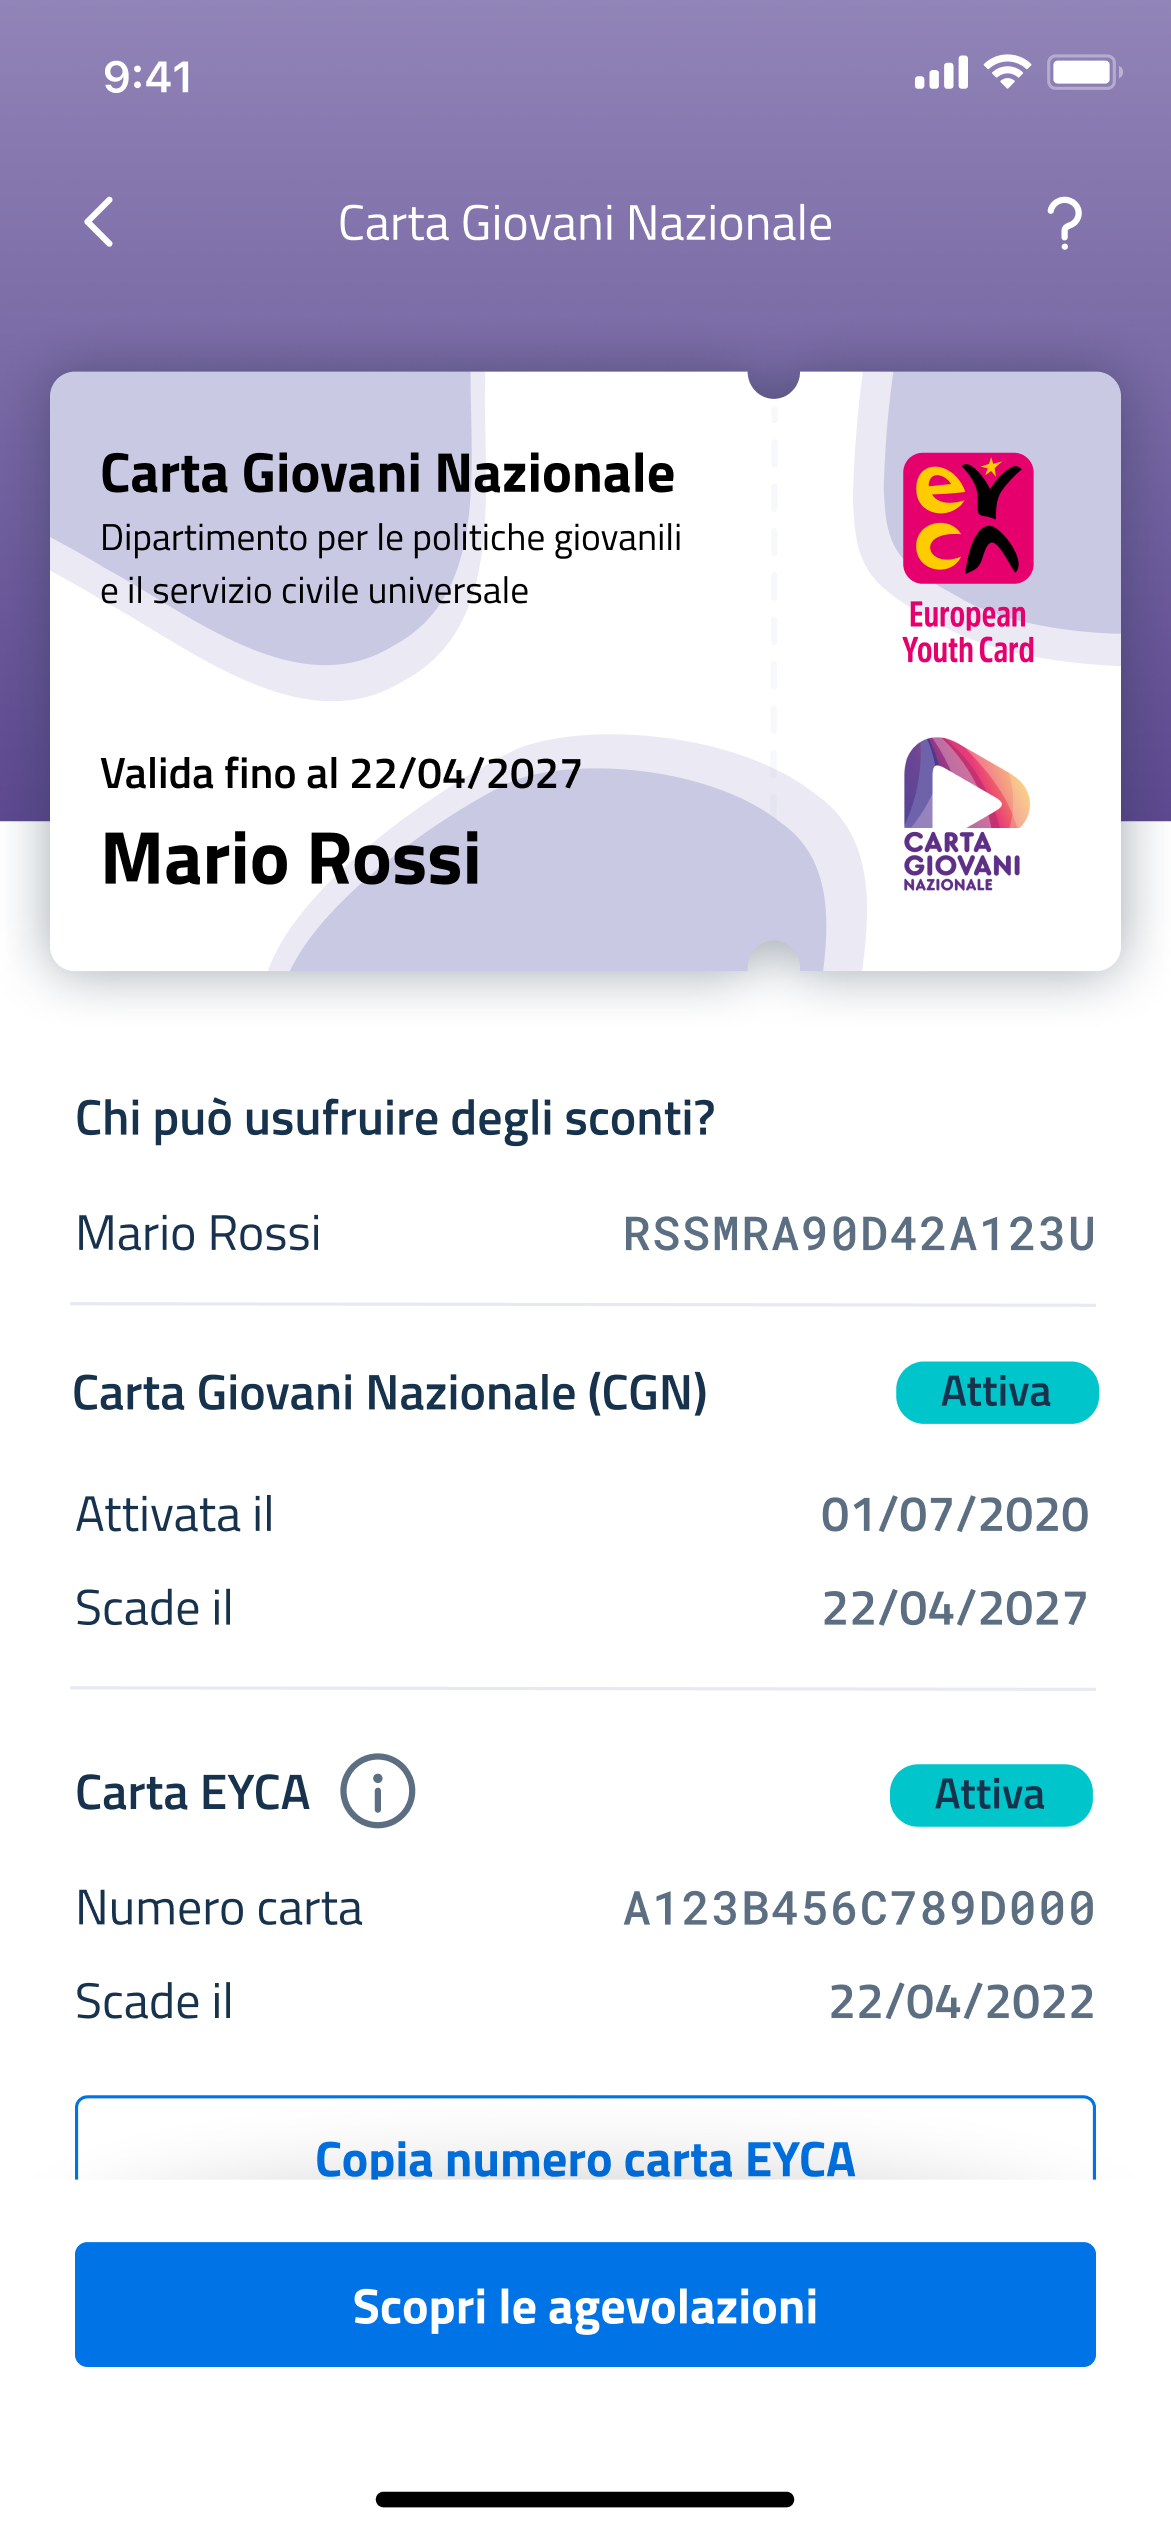 9:41
Carta Giovani Nazionale
Carta Giovani Nazionale
Dipartimento per le politiche giovanili
e il servizio civile universale
eYCA
European
Youth Card
Valida fino al 22/04/2027
Mario Rossi
CARTA
GIOVANI
NAZIONALE
Chi può usufruire degli sconti?
Mario Rossi RSSMRA90D42A123U
Carta Giovani Nazionale (CGN) Attiva
Attivata il 01/07/2020
Scade il 22/04/2027
Carta EYCA Attiva
Numero carta A123B456C789D000
Scade il 22/04/2022
Copia numero carta EYCA
Scopri le agevolazioni